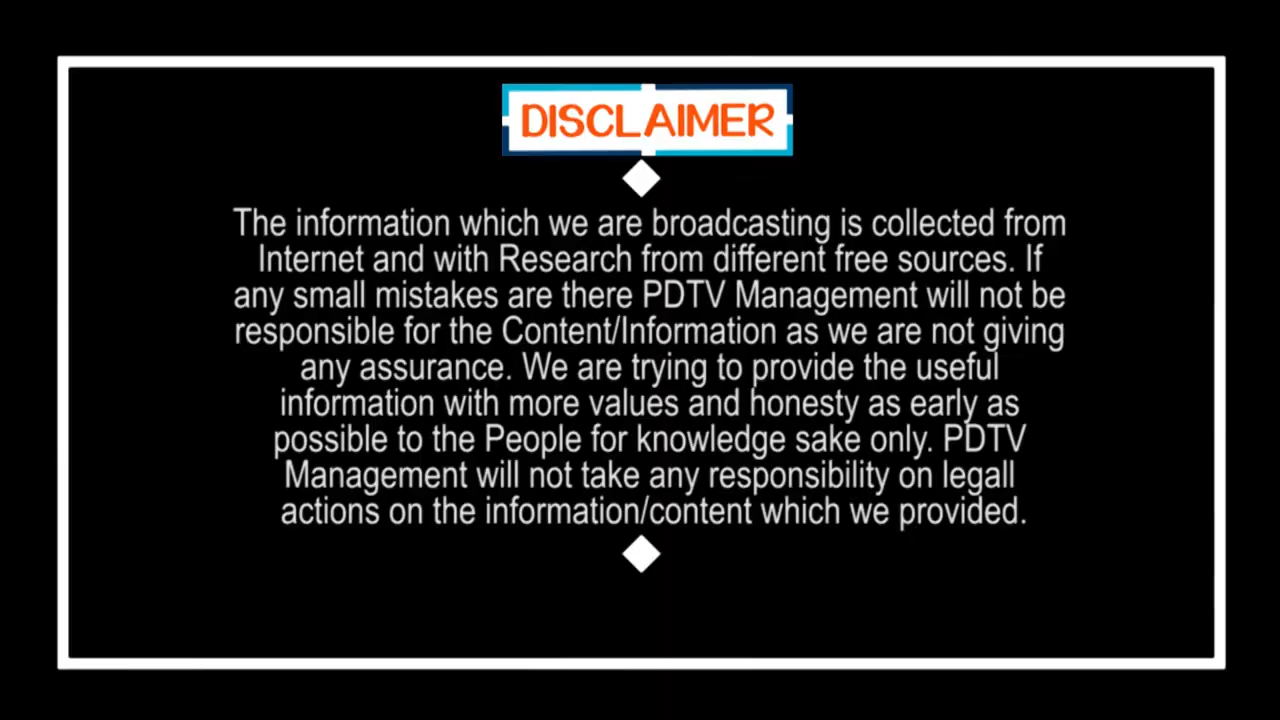 DISCLAIMER
The information which we are broadcasting is collected from
Internet and with Research from different free sources. If
any small mistakes are there PDTV Management will not be
responsible for the Content/Information as we are not giving
any assurance. We are trying to provide the useful
information with more values and honesty as early as
possible to the People for knowledge sake only. PDTV
Management will not take any responsibility on legall
actions on the information/content which we provided.